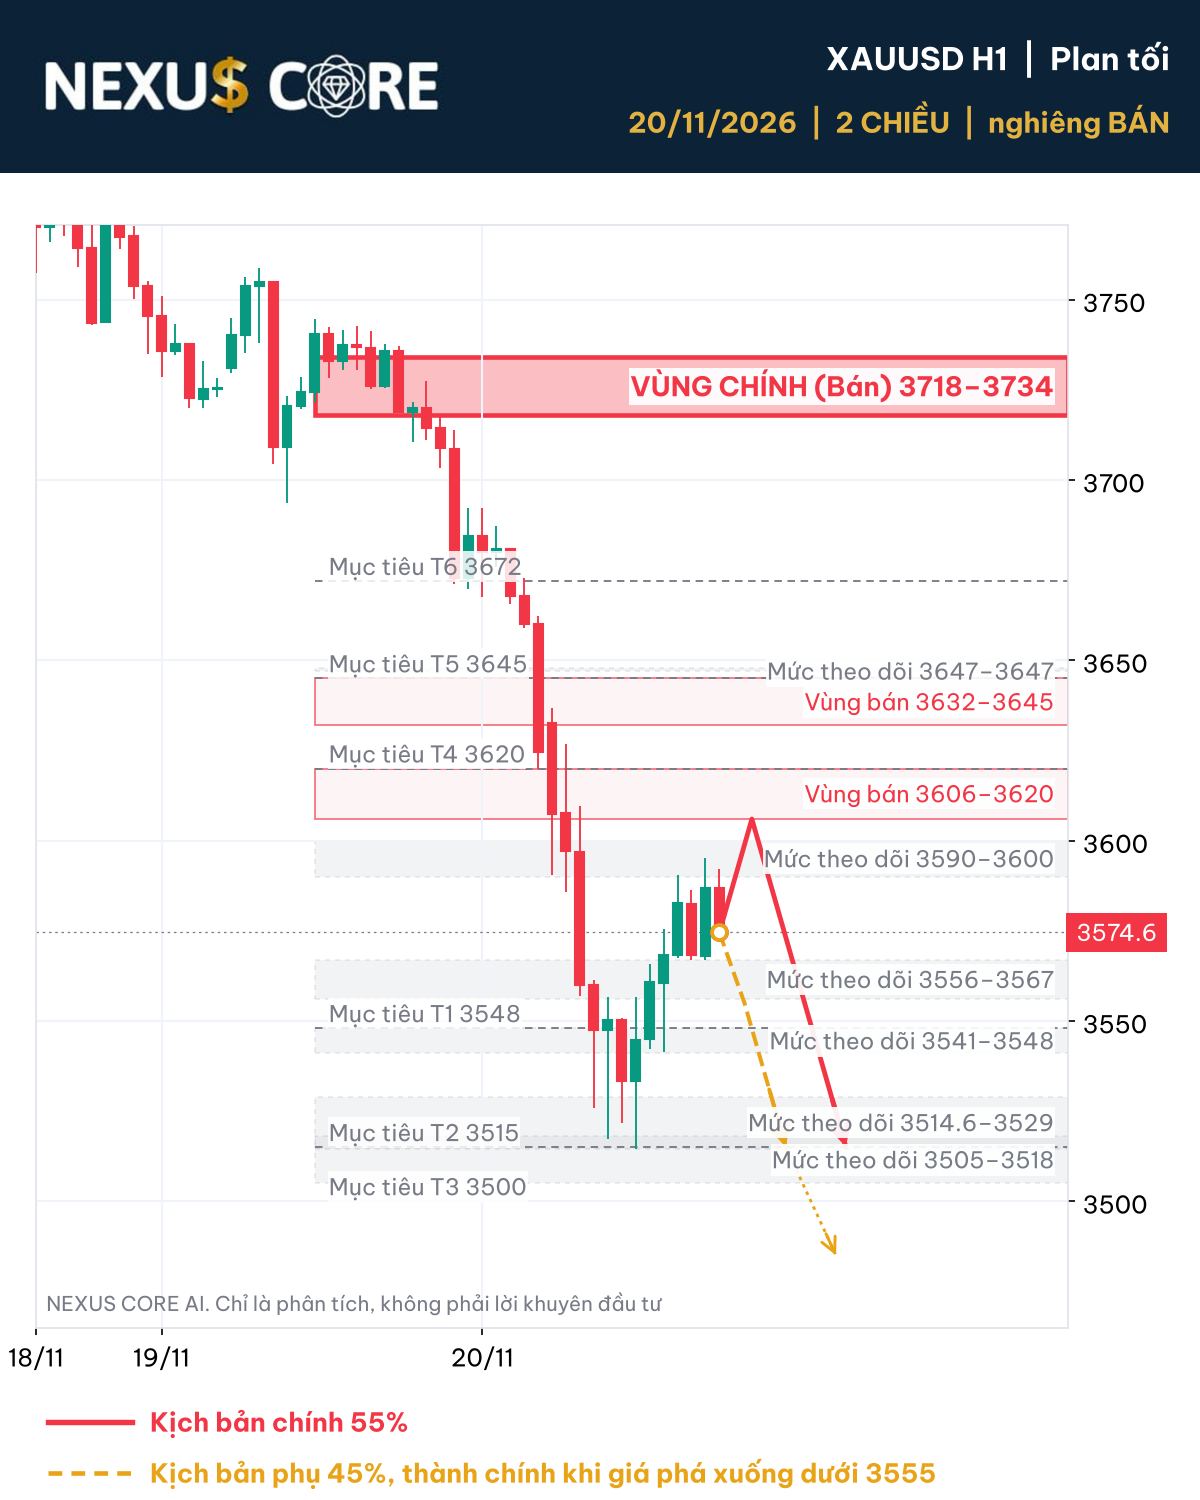 NEXU$ CORE
XAUUSD H1 | Plan tối
20/11/2026 | 2 CHIỀU | nghiêng BÁN
3750
VÙNG CHÍNH (Bán) 3718–3734
3700
Mục tiêu T6 3672
Mục tiêu T5 3645
3650
Mức theo dõi 3647–3647
Vùng bán 3632–3645
Mục tiêu T4 3620
Vùng bán 3606–3620
3600
Mức theo dõi 3590–3600
3574.6
Mức theo dõi 3556–3567
Mục tiêu T1 3548
3550
Mức theo dõi 3541–3548
Mức theo dõi 3514.6–3529
Mục tiêu T2 3515
Mức theo dõi 3505–3518
Mục tiêu T3 3500
3500
NEXUS CORE AI. Chỉ là phân tích, không phải lời khuyên đầu tư
18/11 19/11 20/11
Kịch bản chính 55%
Kịch bản phụ 45%, thành chính khi giá phá xuống dưới 3555